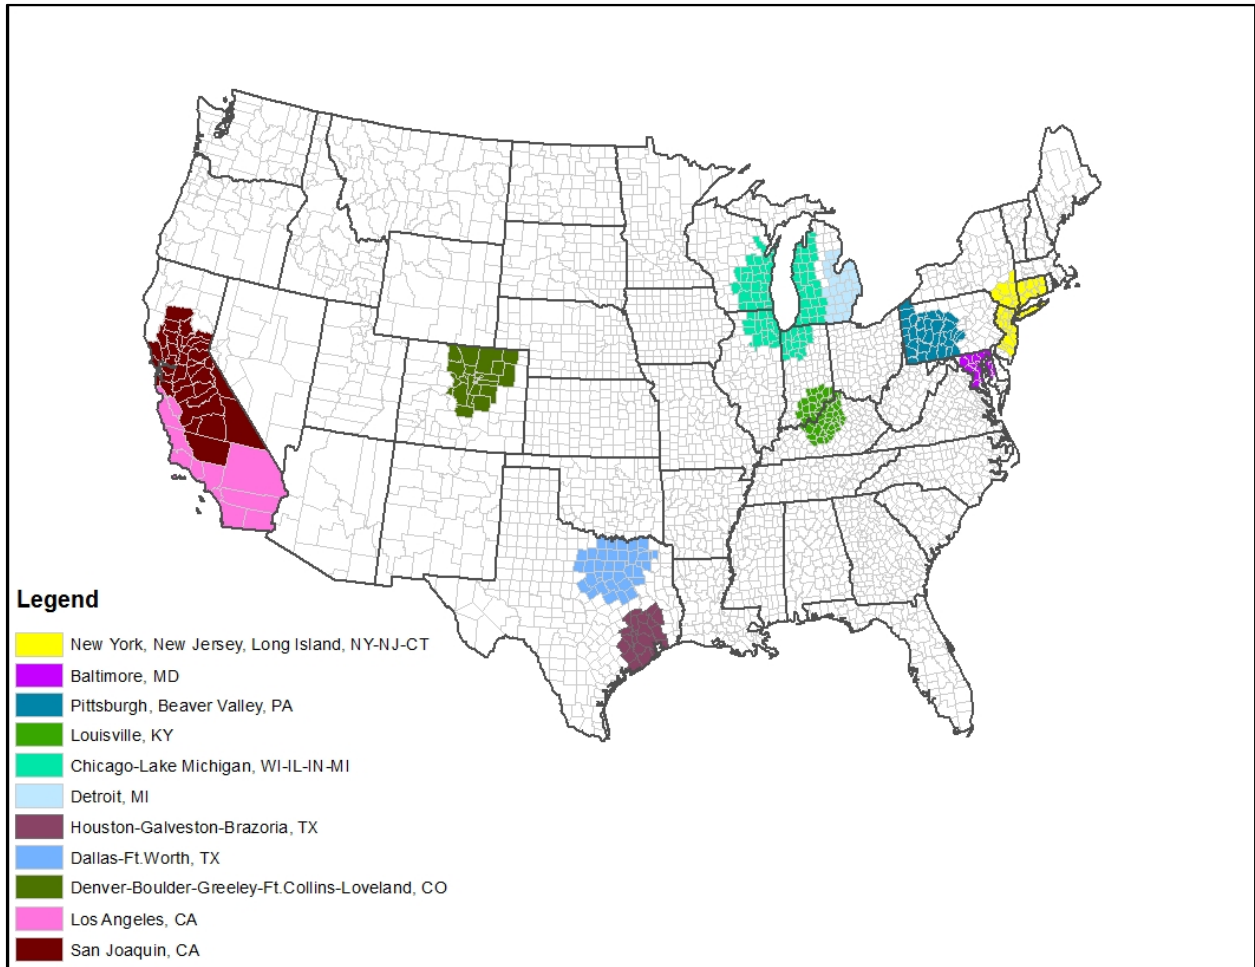 Legend
New York, New Jersey, Long Island, NY-NJ-CT
Baltimore, MD
Pittsburgh, Beaver Valley, PA
Louisville, KY
Chicago-Lake Michigan, WI-IL-IN-MI
Detroit, MI
Houston-Galveston-Brazoria, TX
Dallas-Ft.Worth, TX
Denver-Boulder-Greeley-Ft.Collins-Loveland, CO
Los Angeles, CA
San Joaquin, CA